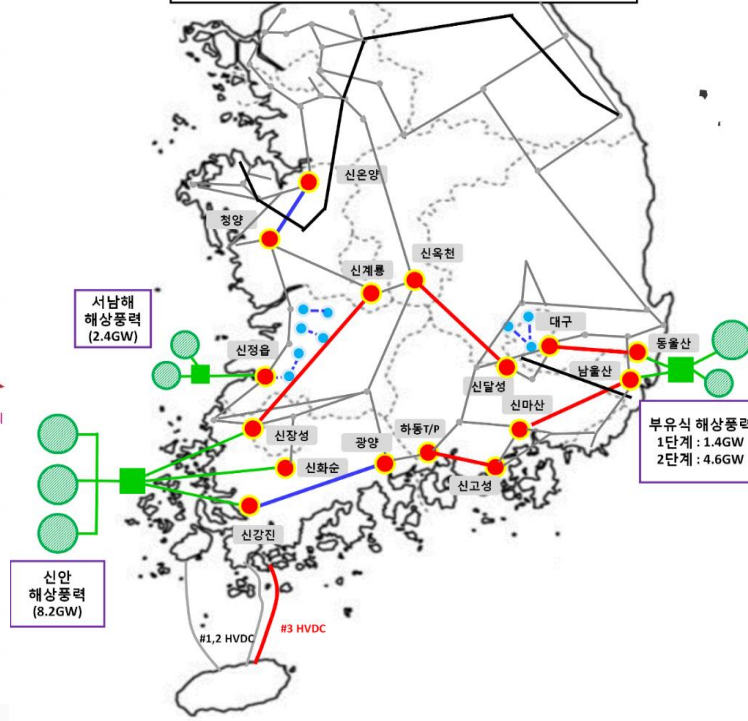 신온양
청양
신계룡
신옥천
서남해
해상풍력
(2.4GW)
신정읍
대구
동울산
신달성
남울산
신마산
신장성
광양
하동T/P
신화순
신고성
부유식 해상풍력
1단계 : 1.4GW
2단계 : 4.6GW
신강진
신안
해상풍력
(8.2GW)
#1,2 HVDC
#3 HVDC